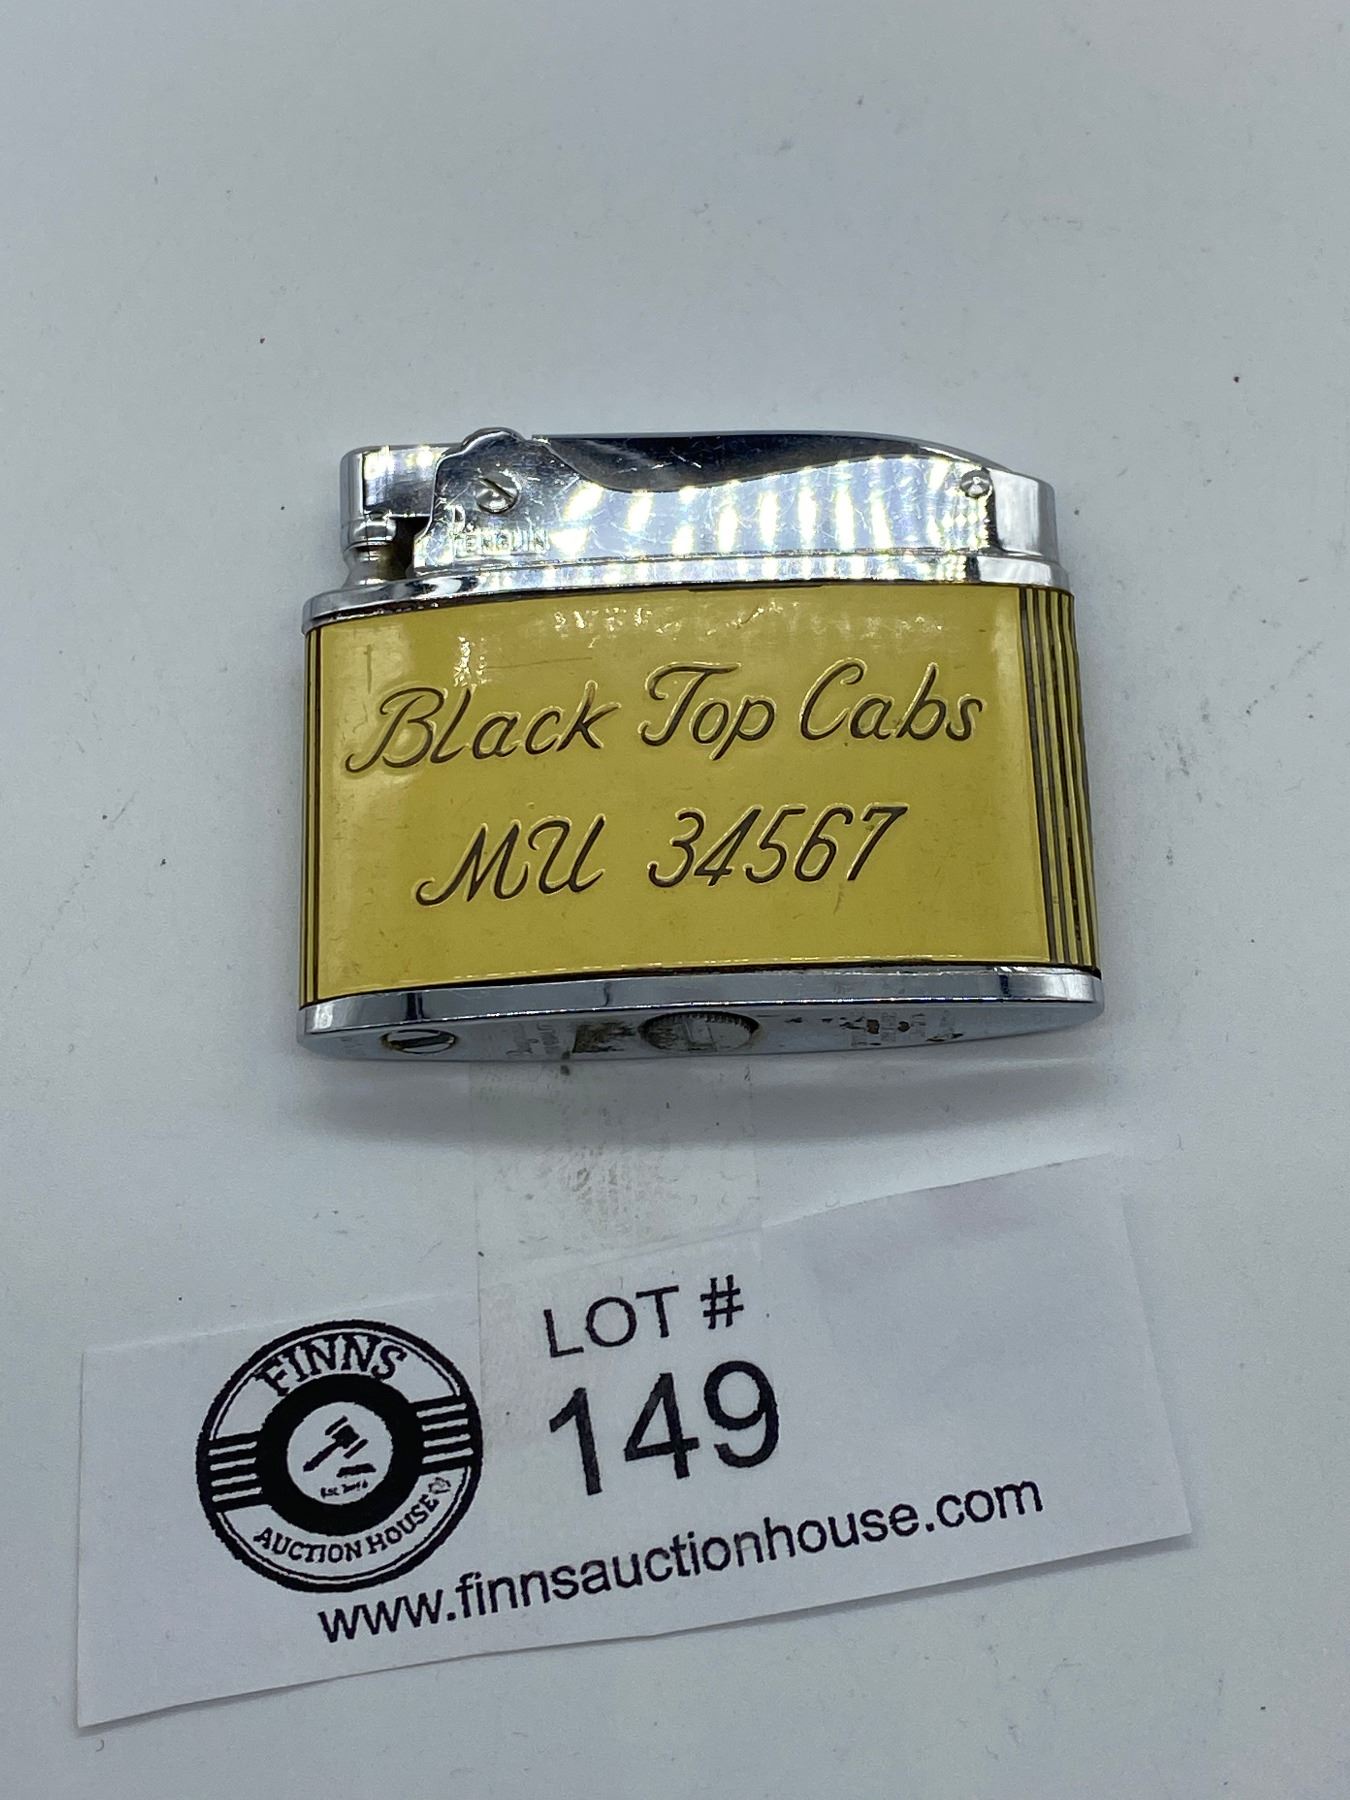 Black Top Cabs
MU 34567
LOT #
149
FINNS
AUCTION HOUSE
www.finnsauctionhouse.com